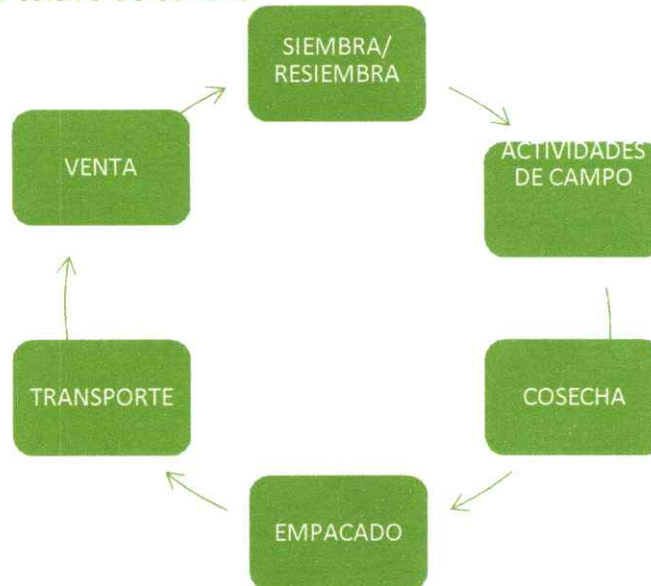 SIEMBRA/
RESIEMBRA
ACTIVIDADES
DE CAMPO
COSECHA
EMPACADO
TRANSPORTE
VENTA